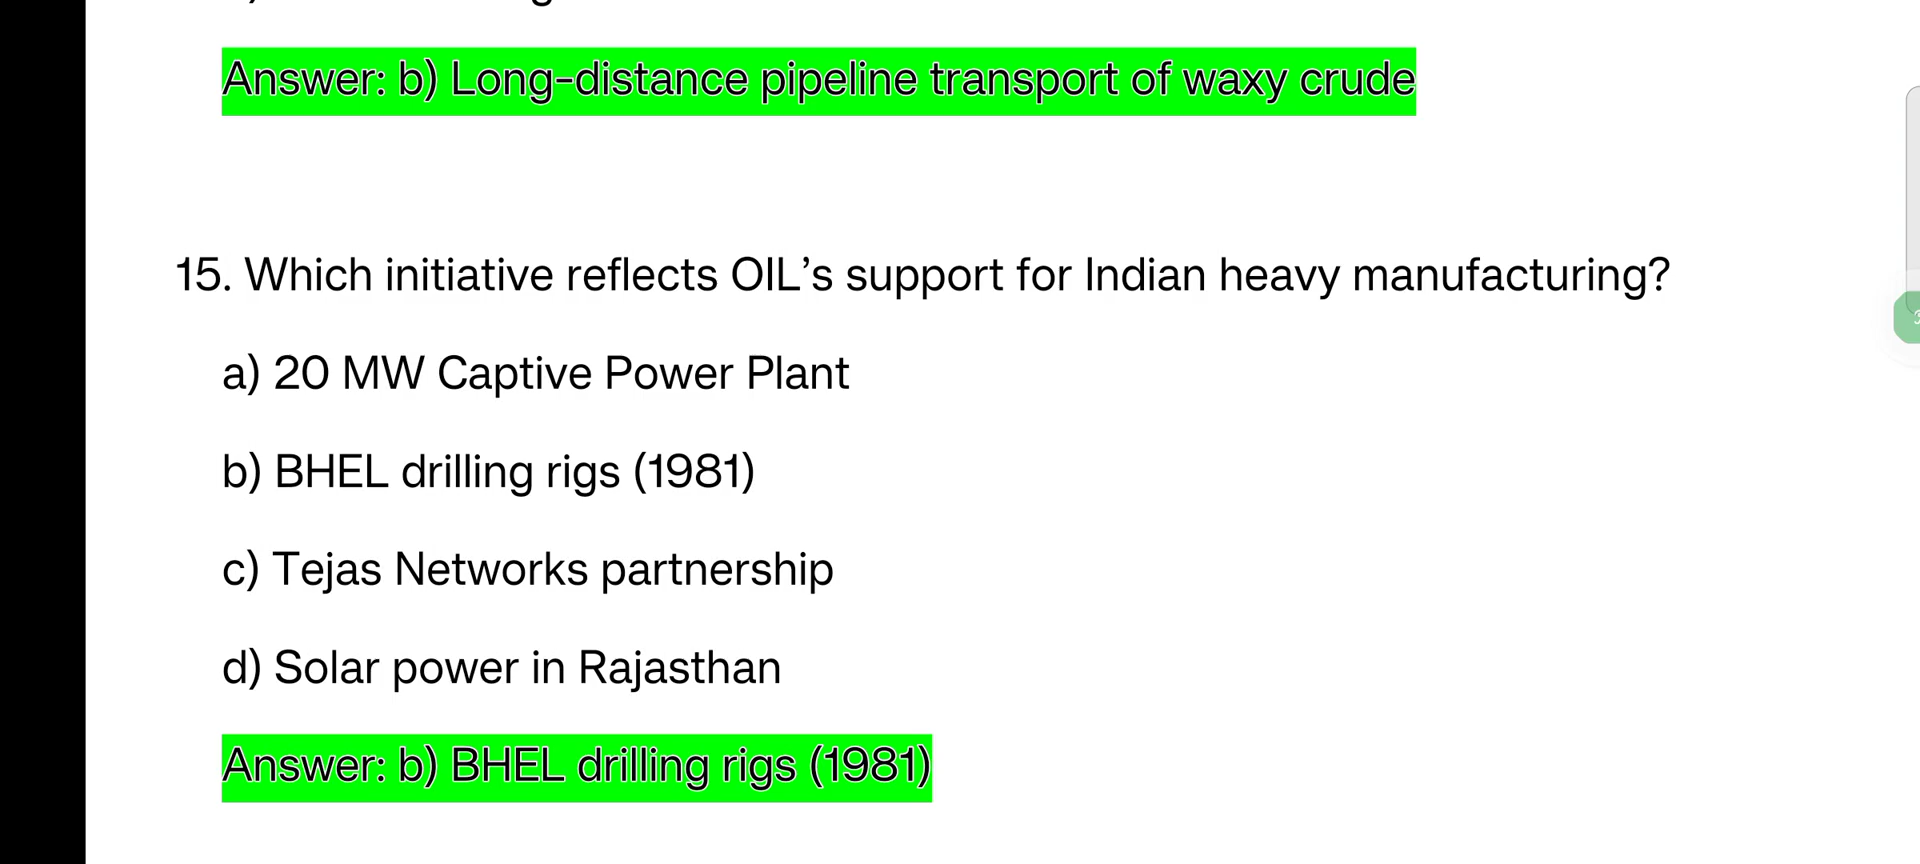 Answer: b) Long-distance pipeline transport of waxy crude
15. Which initiative reflects OIL’s support for Indian heavy manufacturing?
a) 20 MW Captive Power Plant
b) BHEL drilling rigs (1981)
c) Tejas Networks partnership
d) Solar power in Rajasthan
Answer: b) BHEL drilling rigs (1981)